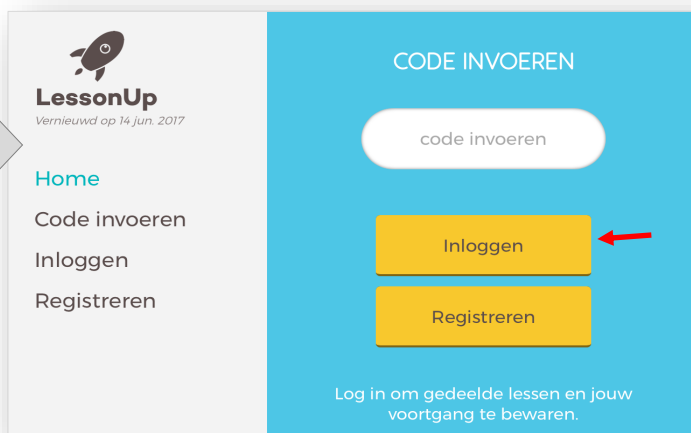 LessonUp
Vernieuwd op 14 jun. 2017
Home
Code invoeren
Inloggen
Registreren
CODE INVOEREN
code invoeren
Inloggen
Registreren
Log in om gedeelde lessen en jouw
voortgang te bewaren.